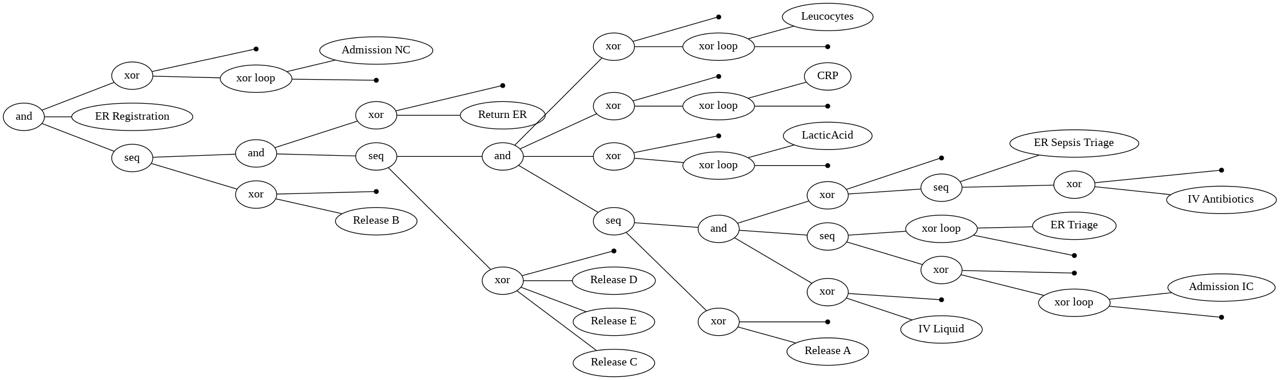 Leucocytes
xor
xor loop
Admission NC
xor
xor loop
CRP
xor
xor loop
and
ER Registration
xor
Return ER
LacticAcid
xor
xor loop
ER Sepsis Triage
seq
and
seq
and
xor
seq
xor
IV Antibiotics
xor
Release B
seq
and
seq
xor loop
ER Triage
xor
xor loop
Admission IC
xor
Release D
xor
IV Liquid
Release E
xor
Release A
Release C